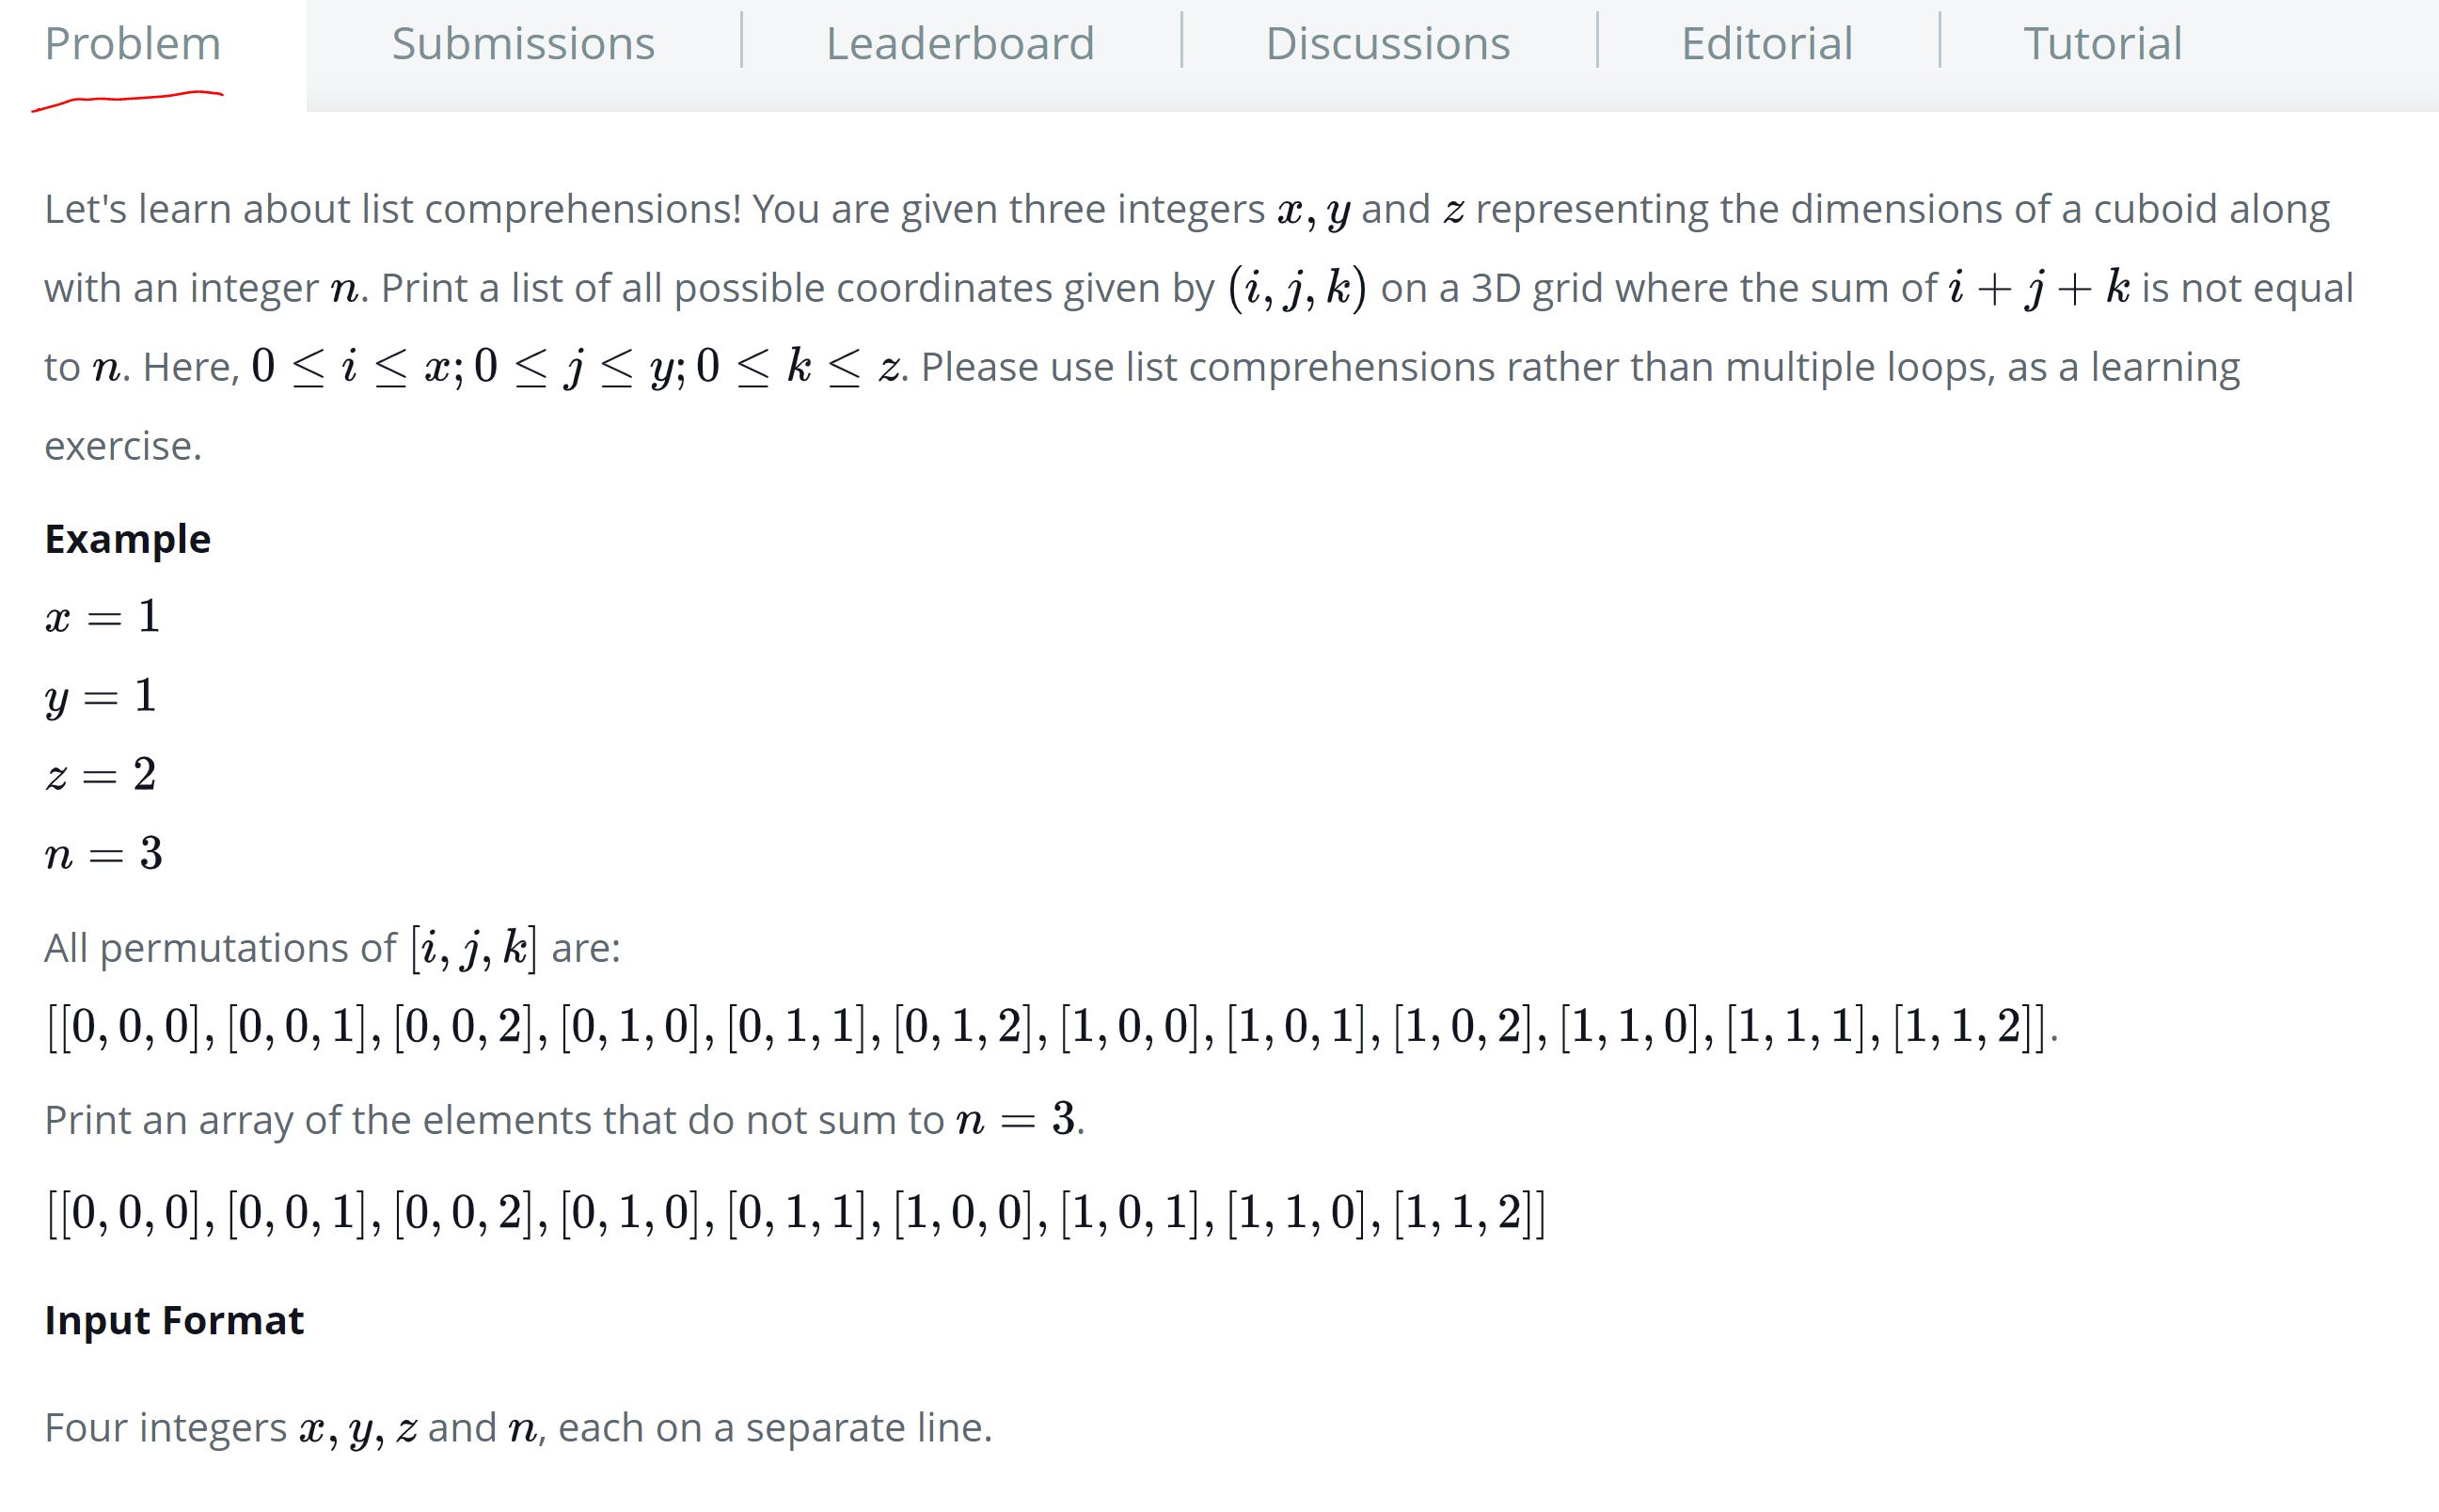 Problem Submissions Leaderboard Discussions Editorial Tutorial
Let's learn about list comprehensions! You are given three integers x, y and z representing the dimensions of a cuboid along
with an integer n. Print a list of all possible coordinates given by (i, j, k) on a 3D grid where the sum of i + j + k is not equal
to n. Here, 0 ≤ i ≤ x; 0 ≤ j ≤ y; 0 ≤ k ≤ z. Please use list comprehensions rather than multiple loops, as a learning
exercise.
Example
x = 1
y = 1
z = 2
n = 3
All permutations of [i, j, k] are:
[[0, 0, 0], [0, 0, 1], [0, 0, 2], [0, 1, 0], [0, 1, 1], [0, 1, 2], [1, 0, 0], [1, 0, 1], [1, 0, 2], [1, 1, 0], [1, 1, 1], [1, 1, 2]].
Print an array of the elements that do not sum to n = 3.
[[0, 0, 0], [0, 0, 1], [0, 0, 2], [0, 1, 0], [0, 1, 1], [1, 0, 0], [1, 0, 1], [1, 1, 0], [1, 1, 2]]
Input Format
Four integers x, y, z and n, each on a separate line.